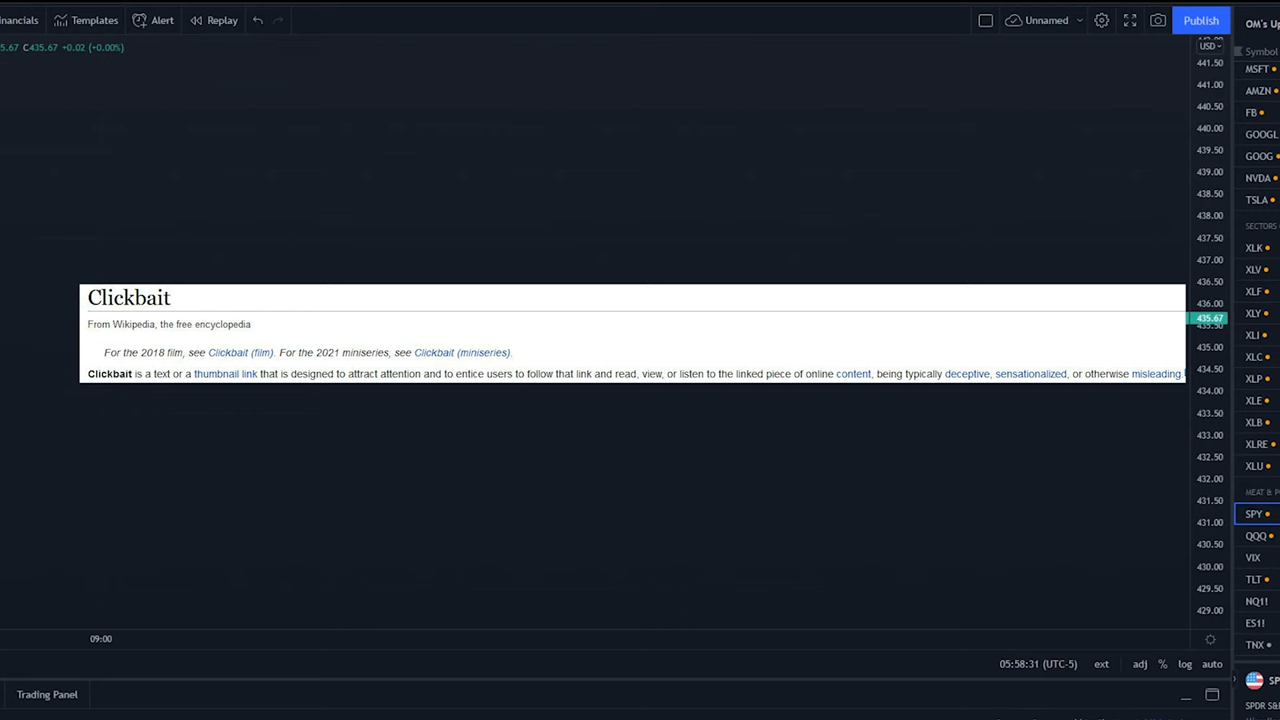 nancials Templates Alert Replay Unnamed Publish OM's Up
5.67 C435.67 +0.02 (+0.00%)
USD
Symbol
441.50
MSFT
441.00
AMZN
440.50
FB
440.00
GOOGL
439.50
GOOG
439.00
NVDA
438.50
TSLA
438.00
SECTORS
437.50
XLK
437.00
XLV
436.50
XLF
436.00
XLY
435.67
435.50
XLI
435.00
XLC
434.50
XLP
434.00
XLE
433.50
XLB
433.00
XLRE
432.50
XLU
432.00
MEAT & P
431.50
SPY
431.00
QQQ
430.50
VIX
430.00
TLT
429.50
NQ1!
429.00
ES1!
TNX
Clickbait
From Wikipedia, the free encyclopedia
For the 2018 film, see Clickbait (film). For the 2021 miniseries, see Clickbait (miniseries).
Clickbait is a text or a thumbnail link that is designed to attract attention and to entice users to follow that link and read, view, or listen to the linked piece of online content, being typically deceptive, sensationalized, or otherwise misleading.
09:00
05:58:31 (UTC-5) ext adj % log auto
Trading Panel
SP
SPDR S&